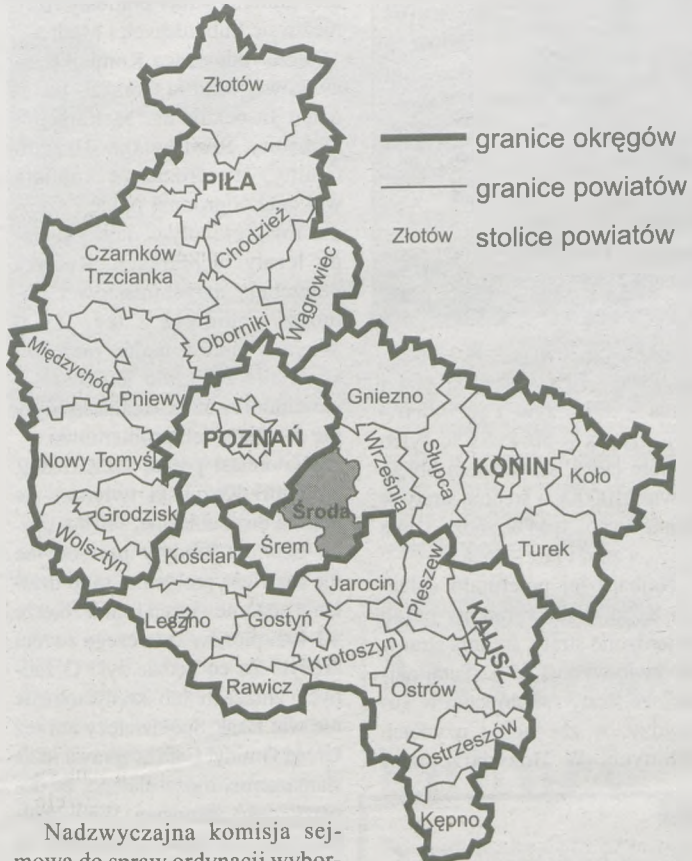 Złotów
granice okręgów
PIŁA
granice powiatów
Chodzież
Złotów stolice powiatów
Czarnków
Trzcianka
Wągrowiec
Oborniki
Międzychód
Pniewy
Gniezno
POZNAŃ
Września
Słupca
KONIN
Koło
Nowy Tomyśl
Środa
Grodzisk
Wolsztyn
Kościan
Śrem
Turek
Jarocin
Pleszew
Leszno
Gostyń
KALISZ
Krotoszyn
Rawicz
Ostrów
Ostrzeszów
Kępno
Nadzwyczajna komisja sej-
mowa do spraw ordynacji wybor-